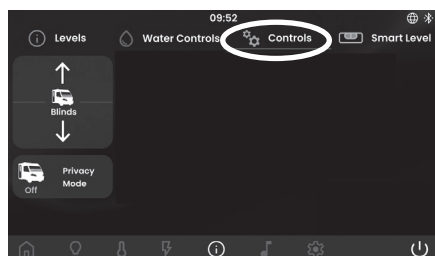 09:52
Levels
Water Controls
Controls
Smart Level
Blinds
Privacy
Mode
Off